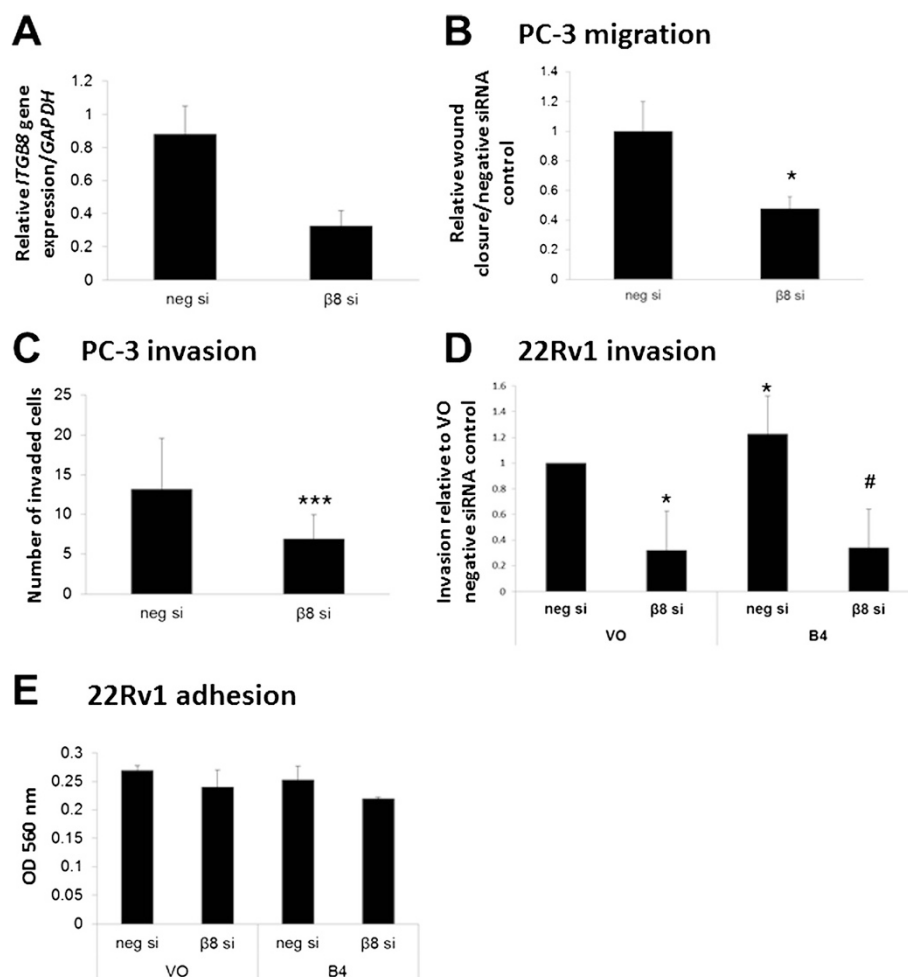 A
Relative ITGB8 gene
expression/GAPDH
1.2
1
0.8
0.6
0.4
0.2
0
neg si
β8 si
B PC-3 migration
Relative wound
closure/negative siRNA
control
1.4
1.2
1
0.8
0.6
0.4
0.2
0
*
neg si
β8 si
C PC-3 invasion
Number of invaded cells
25
20
15
10
5
0
***
neg si
β8 si
D 22Rv1 invasion
Invasion relative to VO
negative siRNA control
1.6
1.4
1.2
1
0.8
0.6
0.4
0.2
0
*
*
#
neg si
β8 si
neg si
β8 si
VO
B4
E 22Rv1 adhesion
OD 560 nm
0.3
0.25
0.2
0.15
0.1
0.05
0
neg si
β8 si
neg si
β8 si
VO
B4